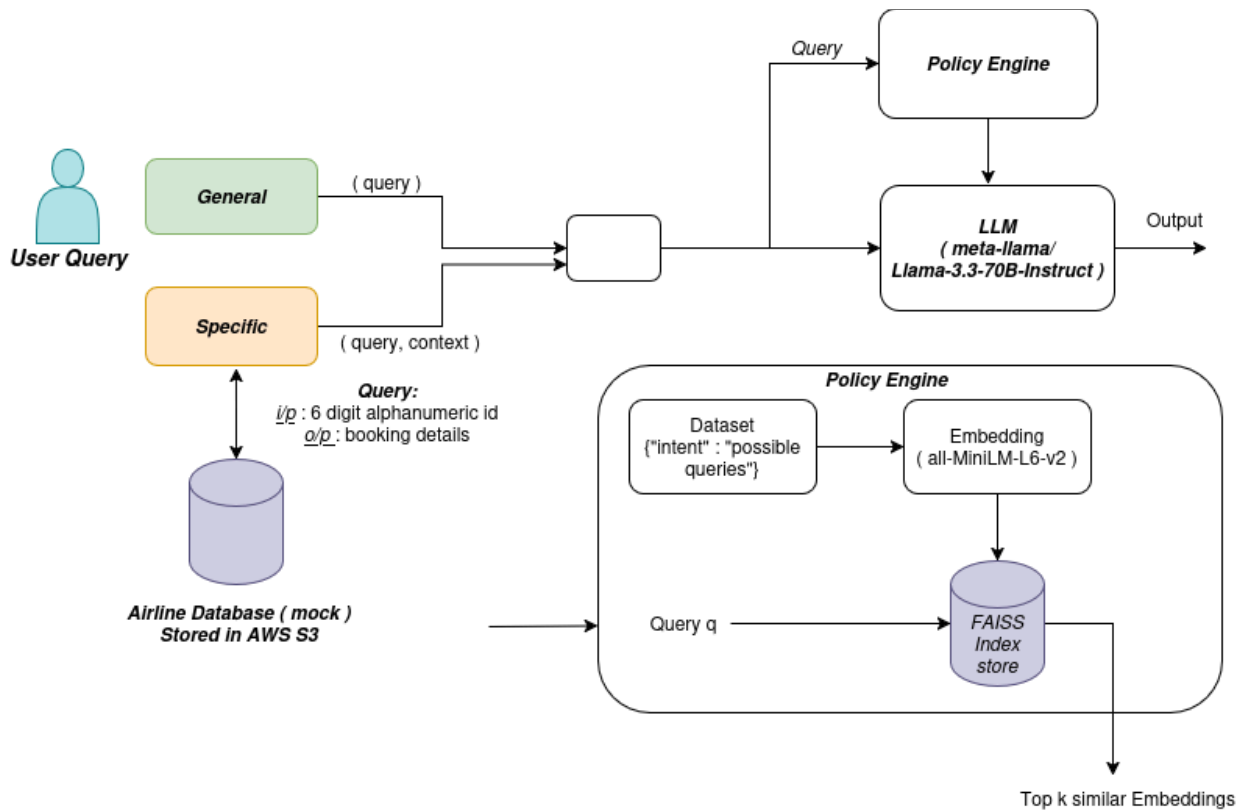 Query
Policy Engine
User Query
General
( query )
LLM
( meta-llama/
Llama-3.3-70B-Instruct )
Output
Specific
( query, context )
Query:
i/p : 6 digit alphanumeric id
o/p : booking details
Airline Database ( mock )
Stored in AWS S3
Policy Engine
Dataset
{"intent" : "possible
queries"}
Embedding
( all-MiniLM-L6-v2 )
Query q
FAISS
Index
store
Top k similar Embeddings